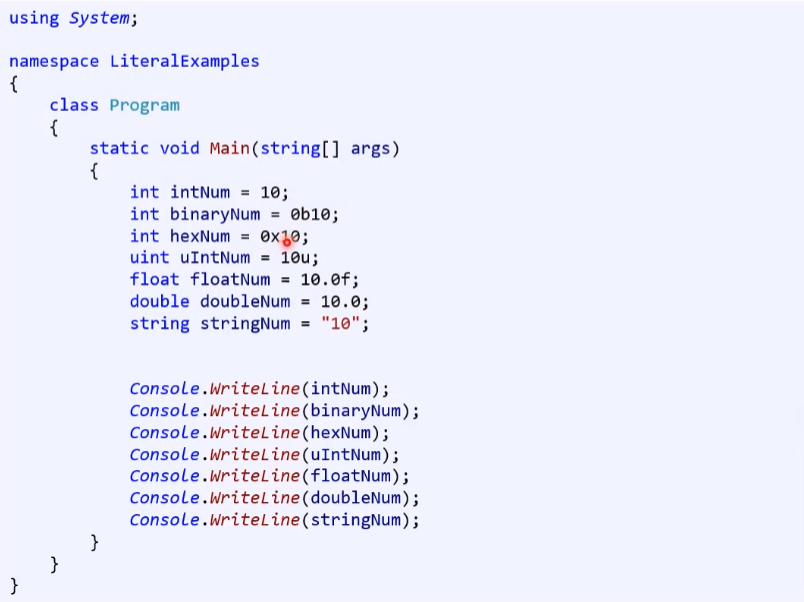 using System;
namespace LiteralExamples
{
class Program
{
static void Main(string[] args)
{
int intNum = 10;
int binaryNum = 0b10;
int hexNum = 0x10;
uint uIntNum = 10u;
float floatNum = 10.0f;
double doubleNum = 10.0;
string stringNum = "10";
Console.WriteLine(intNum);
Console.WriteLine(binaryNum);
Console.WriteLine(hexNum);
Console.WriteLine(uIntNum);
Console.WriteLine(floatNum);
Console.WriteLine(doubleNum);
Console.WriteLine(stringNum);
}
}
}